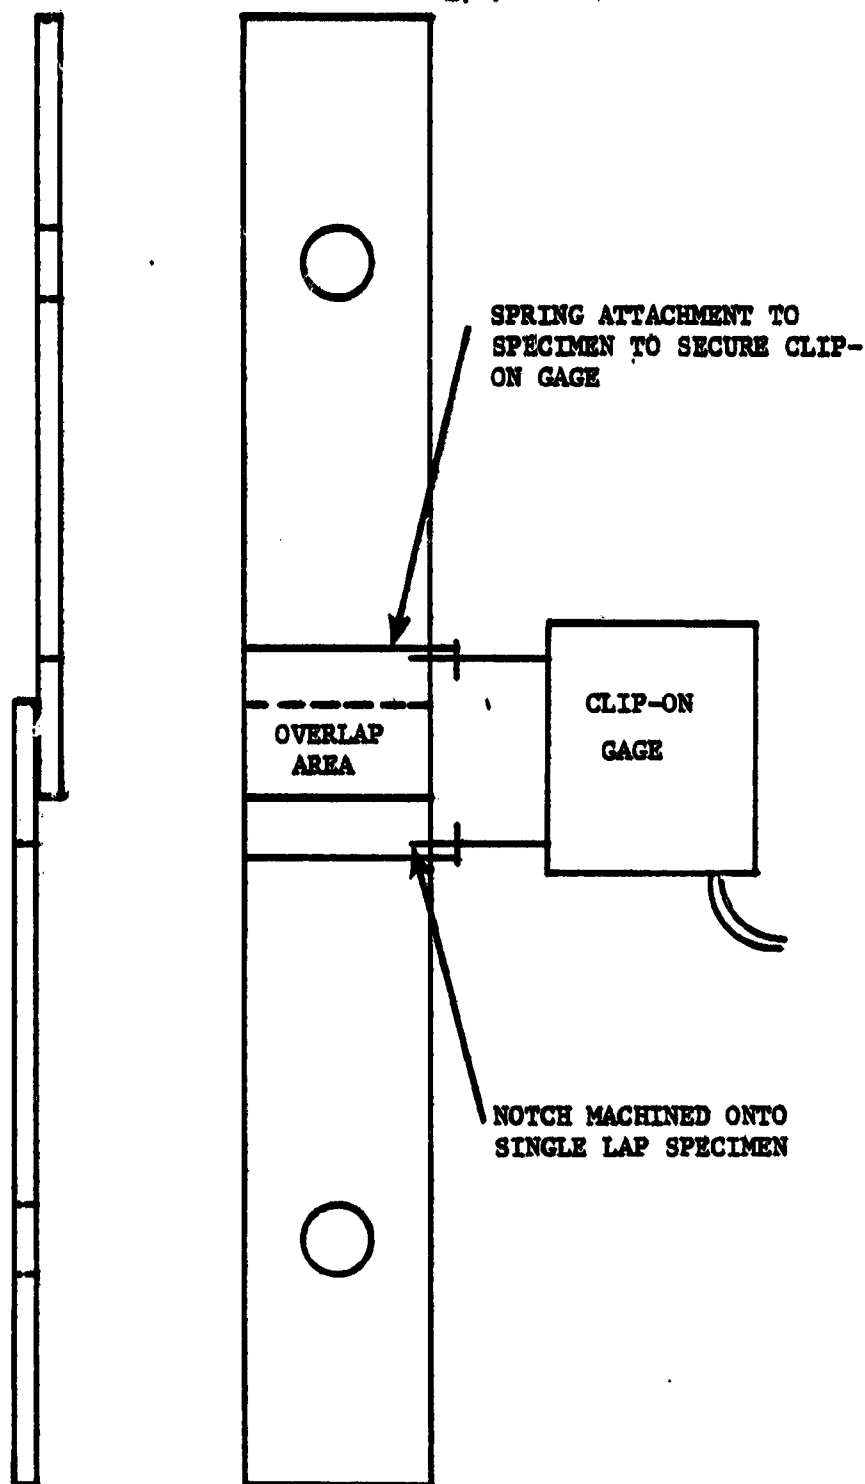 SPRING ATTACHMENT TO
SPECIMEN TO SECURE CLIP-
ON GAGE
CLIP-ON
GAGE
OVERLAP
AREA
NOTCH MACHINED ONTO
SINGLE LAP SPECIMEN